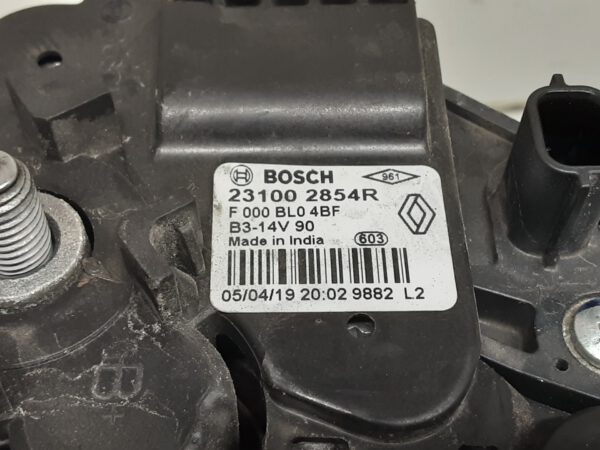 BOSCH 961
23100 2854R
F 000 BL0 4BF
B3-14V 90
Made in India 603
05/04/19 20:02 9882 L2
B+